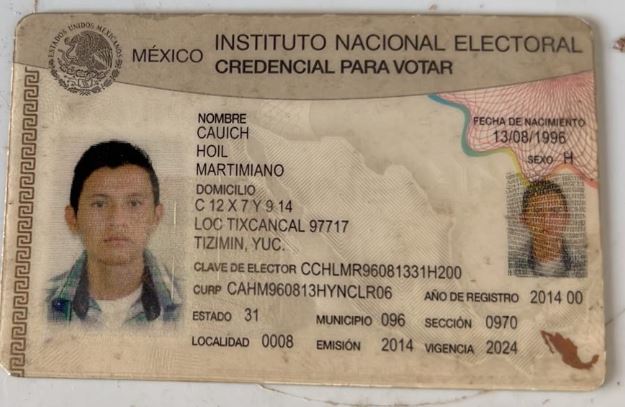 ESTADOS UNIDOS MEXICANOS
MÉXICO INSTITUTO NACIONAL ELECTORAL
CREDENCIAL PARA VOTAR
NOMBRE
CAUICH
HOIL
MARTIMIANO
FECHA DE NACIMIENTO
13/08/1996
SEXO H
DOMICILIO
C 12 X 7 Y 9 14
LOC TIXCANCAL 97717
TIZIMIN, YUC.
CLAVE DE ELECTOR CCHLMR96081331H200
CURP CAHM960813HYNCLR06 AÑO DE REGISTRO 2014 00
ESTADO 31 MUNICIPIO 096 SECCIÓN 0970
LOCALIDAD 0008 EMISIÓN 2014 VIGENCIA 2024